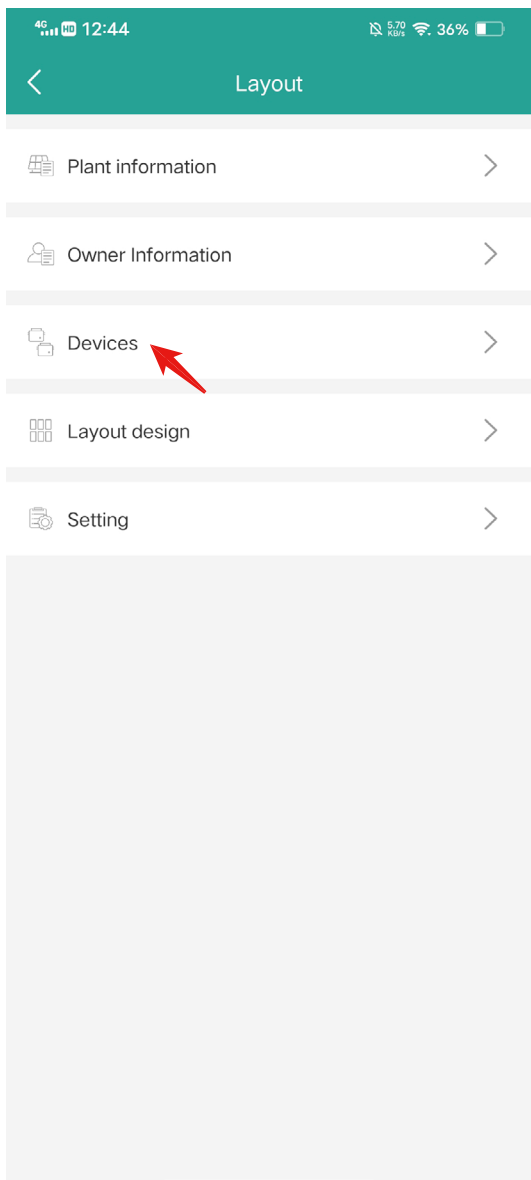 4G HD 12:44 5.70 KB/s 36%
Layout
Plant information
Owner Information
Devices
Layout design
Setting